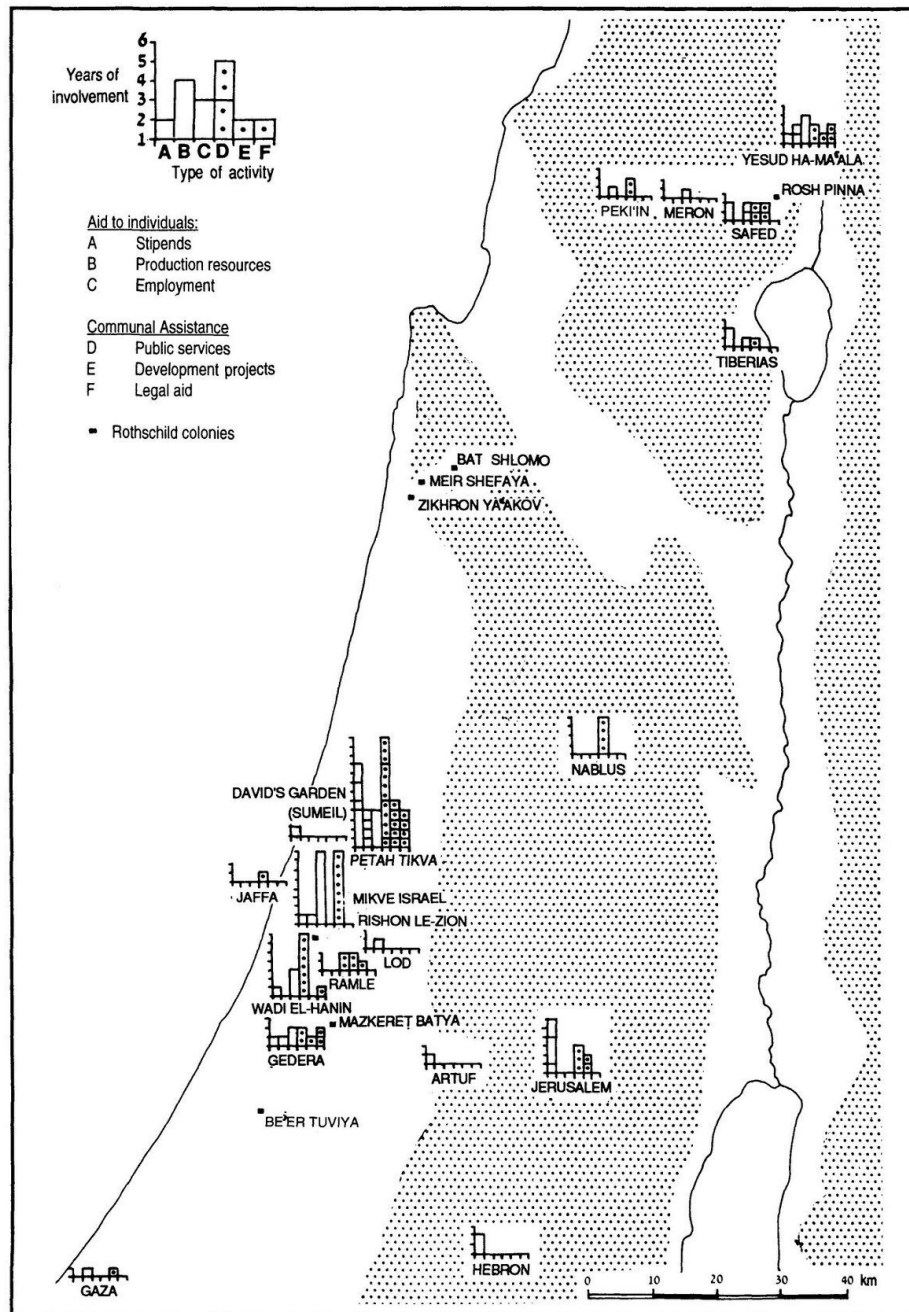 6
Years of
involvement
5
4
3
2
1
A B C D E F
Type of activity
Aid to individuals:
A Stipends
B Production resources
C Employment
Communal Assistance
D Public services
E Development projects
F Legal aid
Rothschild colonies
YESUD HA-MAʿALA
ROSH PINNA
PEKI'IN
MERON
SAFED
TIBERIAS
BAT SHLOMO
MEIR SHEFAYA
ZIKHRON YAʿAKOV
NABLUS
DAVID'S GARDEN
(SUMEIL)
PETAH TIKVA
JAFFA
MIKVE ISRAEL
RISHON LE-ZION
LOD
RAMLE
WADI EL-HANIN
MAZKERET BATYA
GEDERA
ARTUF
JERUSALEM
BE'ER TUVIYA
HEBRON
GAZA
0 10 20 30 40 km